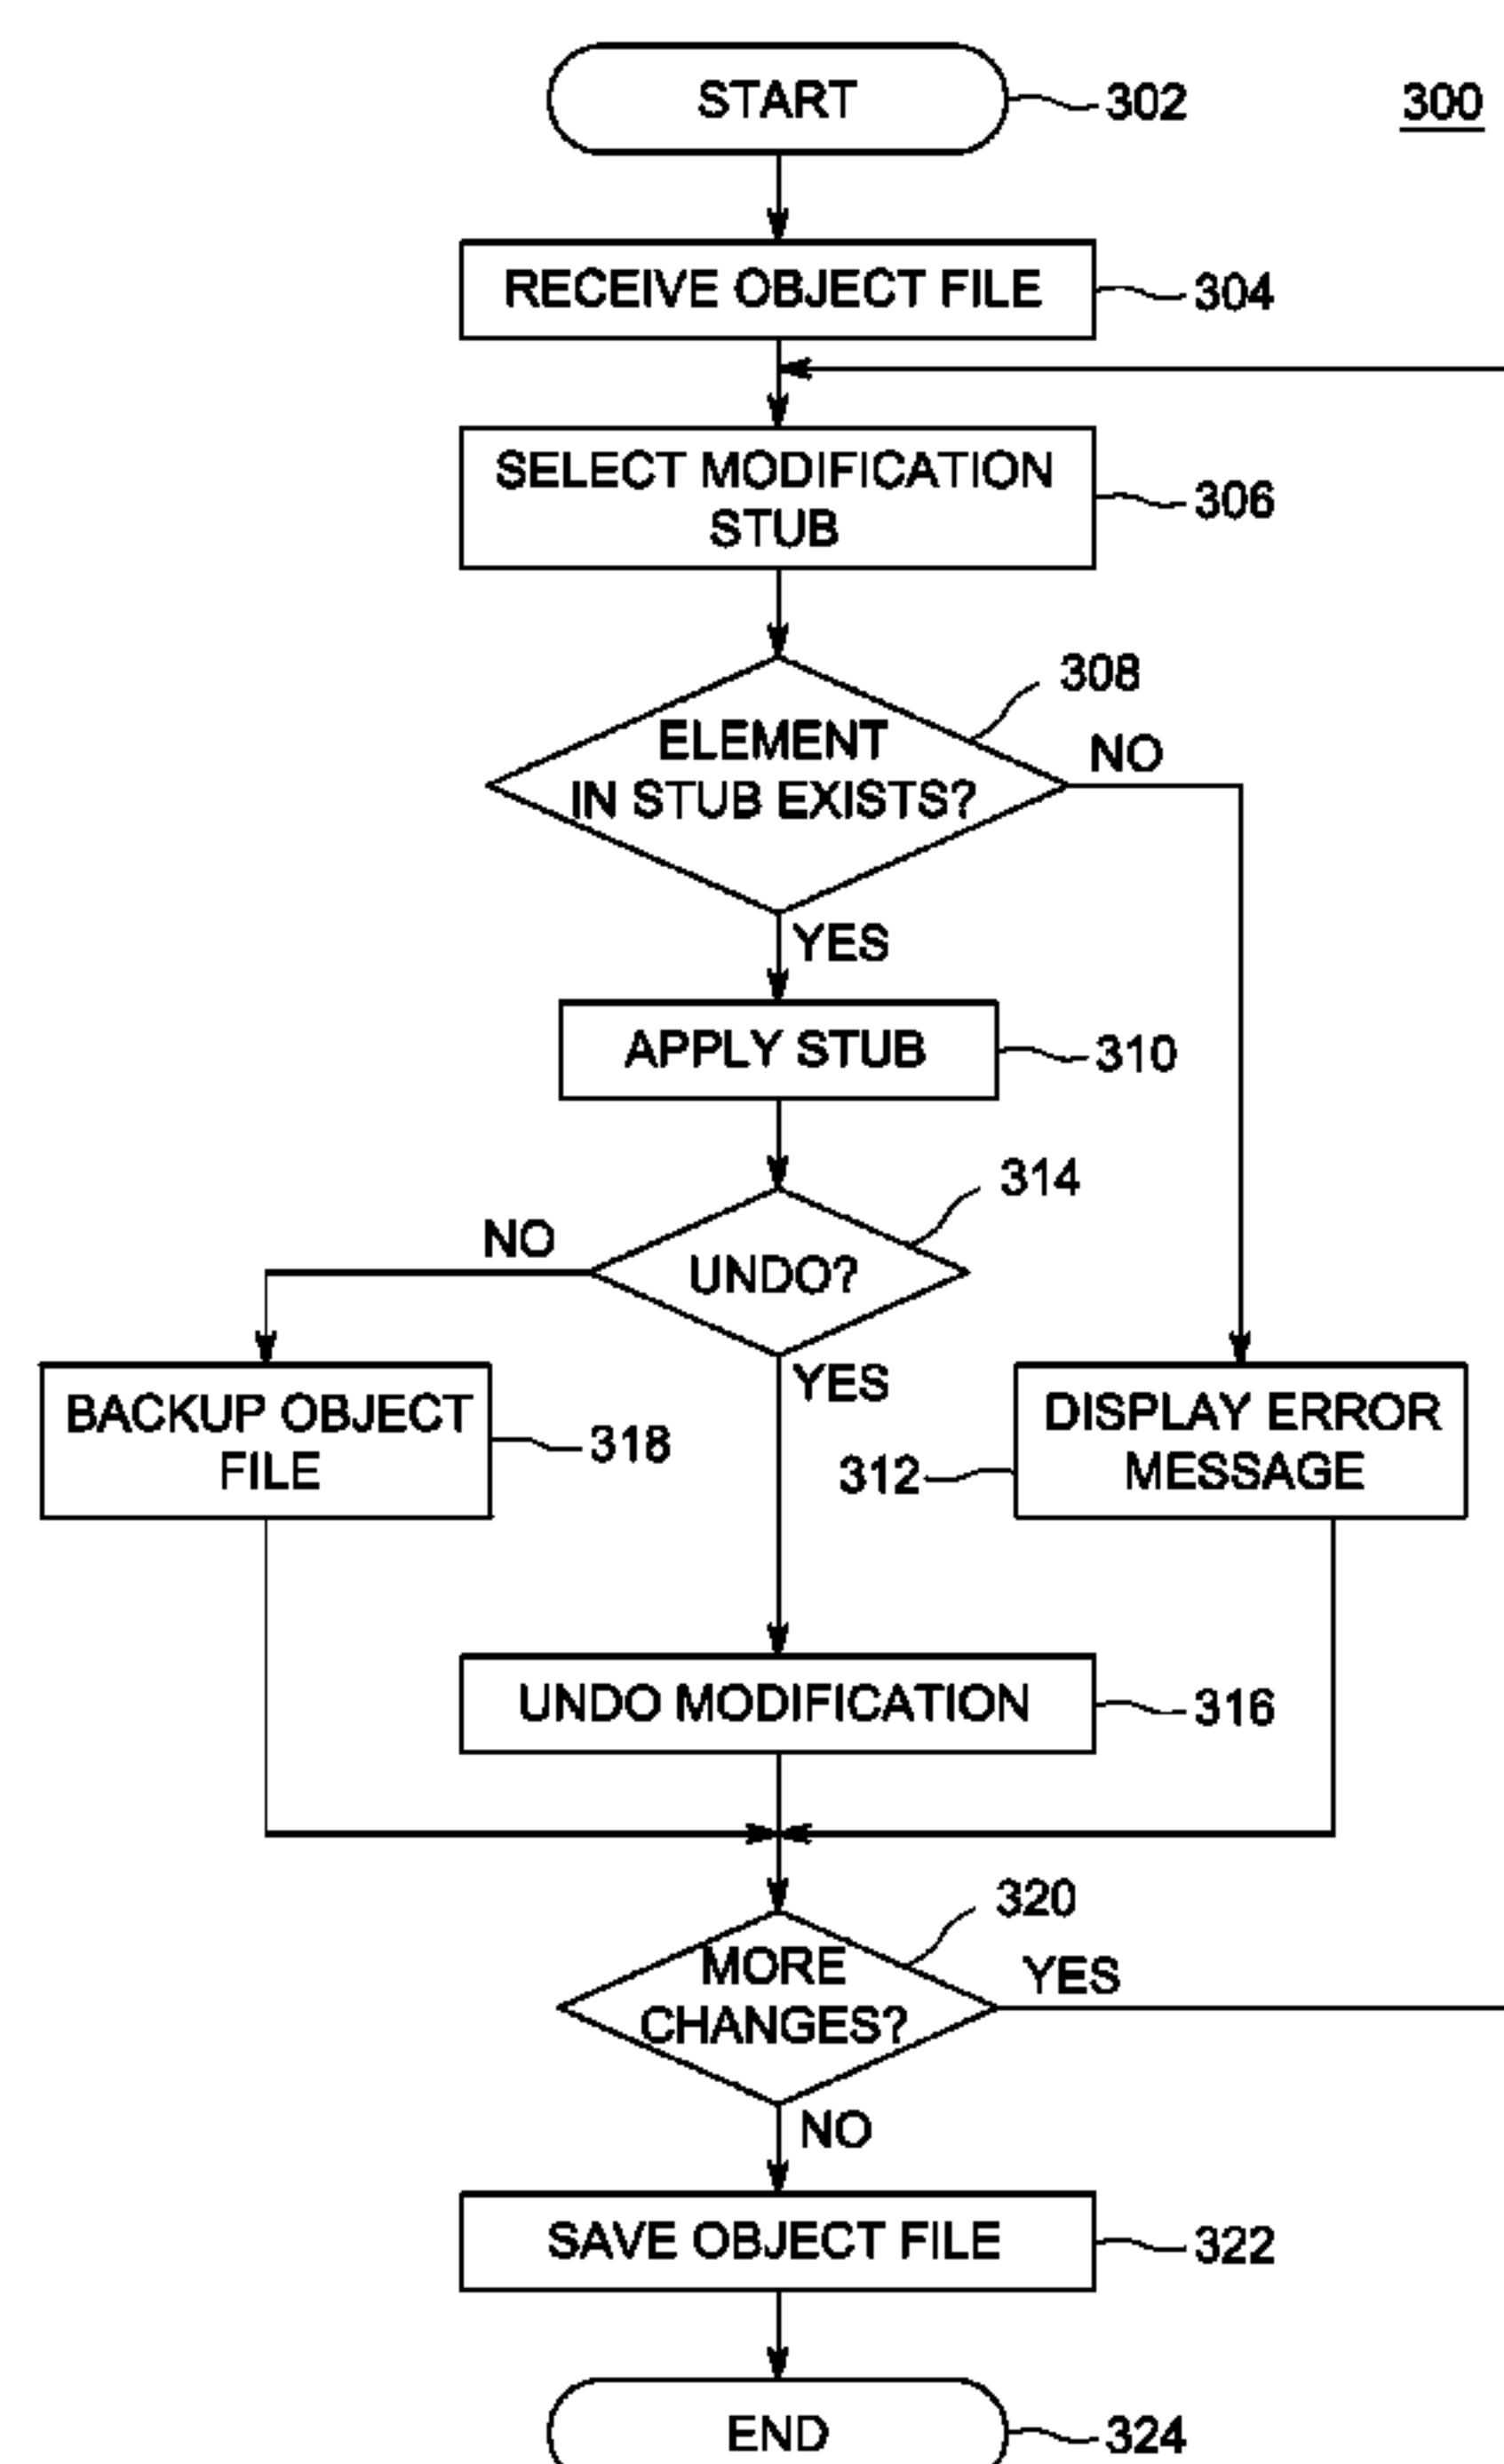 START
302
300
RECEIVE OBJECT FILE
304
SELECT MODIFICATION
STUB
306
308
ELEMENT
IN STUB EXISTS?
NO
YES
APPLY STUB
310
314
NO
UNDO?
YES
BACKUP OBJECT
FILE
318
312
DISPLAY ERROR
MESSAGE
UNDO MODIFICATION
316
320
MORE
CHANGES?
YES
NO
SAVE OBJECT FILE
322
END
324